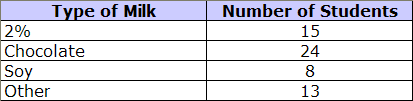 Type of Milk Number of Students
2% 15
Chocolate 24
Soy 8
Other 13